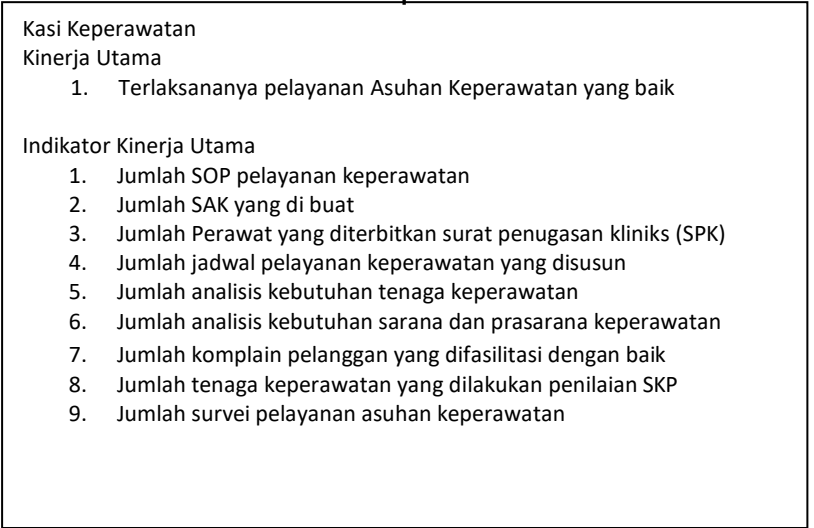 Kasi Keperawatan
Kinerja Utama
1. Terlaksananya pelayanan Asuhan Keperawatan yang baik
Indikator Kinerja Utama
1. Jumlah SOP pelayanan keperawatan
2. Jumlah SAK yang di buat
3. Jumlah Perawat yang diterbitkan surat penugasan kliniks (SPK)
4. Jumlah jadwal pelayanan keperawatan yang disusun
5. Jumlah analisis kebutuhan tenaga keperawatan
6. Jumlah analisis kebutuhan sarana dan prasarana keperawatan
7. Jumlah komplain pelanggan yang difasilitasi dengan baik
8. Jumlah tenaga keperawatan yang dilakukan penilaian SKP
9. Jumlah survei pelayanan asuhan keperawatan